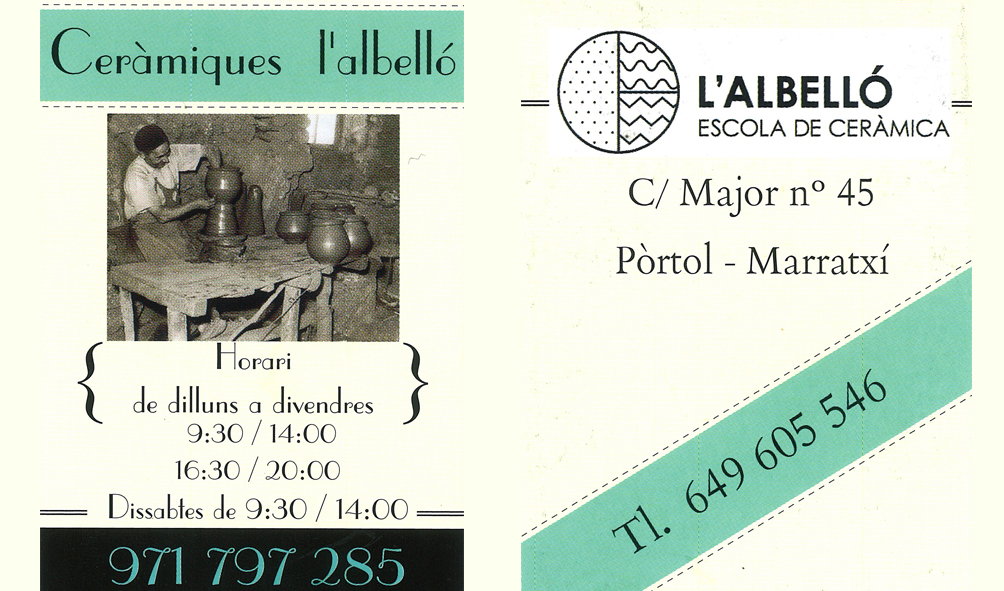 Ceràmiques l'albelló
Horari
de dilluns a divendres
9:30 / 14:00
16:30 / 20:00
Dissabtes de 9:30 / 14:00
971 797 285
L'ALBELLÓ
ESCOLA DE CERÀMICA
C/ Major nº 45
Pòrtol - Marratxí
Tl. 649 605 546